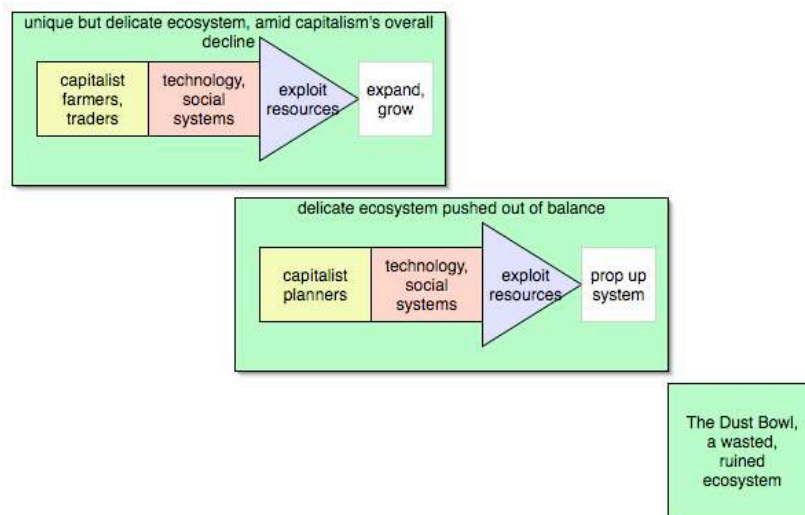 unique but delicate ecosystem, amid capitalism's overall
decline
capitalist
farmers,
traders
technology,
social
systems
exploit
resources
expand,
grow
delicate ecosystem pushed out of balance
capitalist
planners
technology,
social
systems
exploit
resources
prop up
system
The Dust Bowl,
a wasted,
ruined
ecosystem